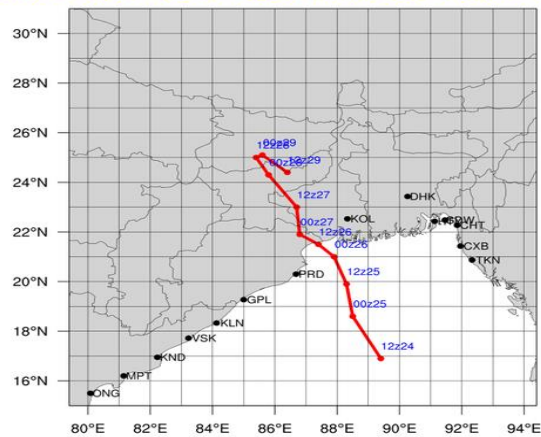 30°N
28°N
26°N
24°N
22°N
20°N
18°N
16°N
00z29
12z28
00z28
12z29
12z27
00z27
12z26
00z26
12z25
00z25
12z24
DHK
KOL
CHT
CXB
TKN
PRD
GPL
KLN
VSK
KND
MPT
ONG
80°E 82°E 84°E 86°E 88°E 90°E 92°E 94°E